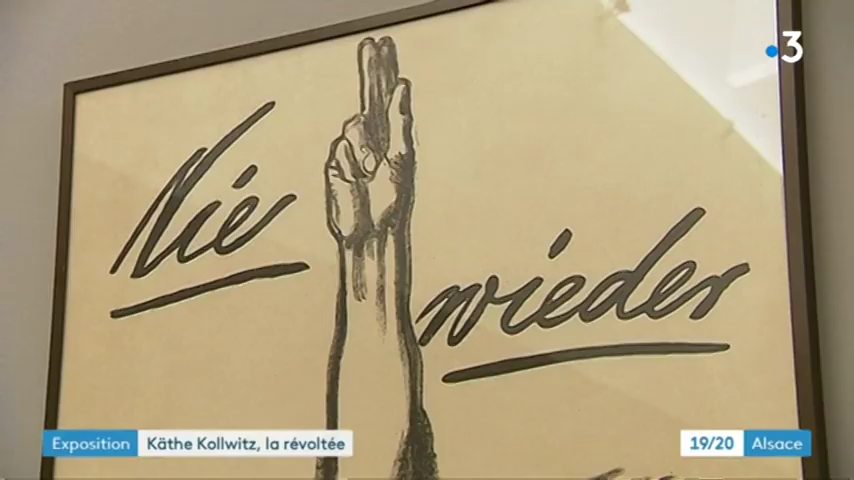 3
Nie
wieder
Exposition Käthe Kollwitz, la révoltée
19/20 Alsace